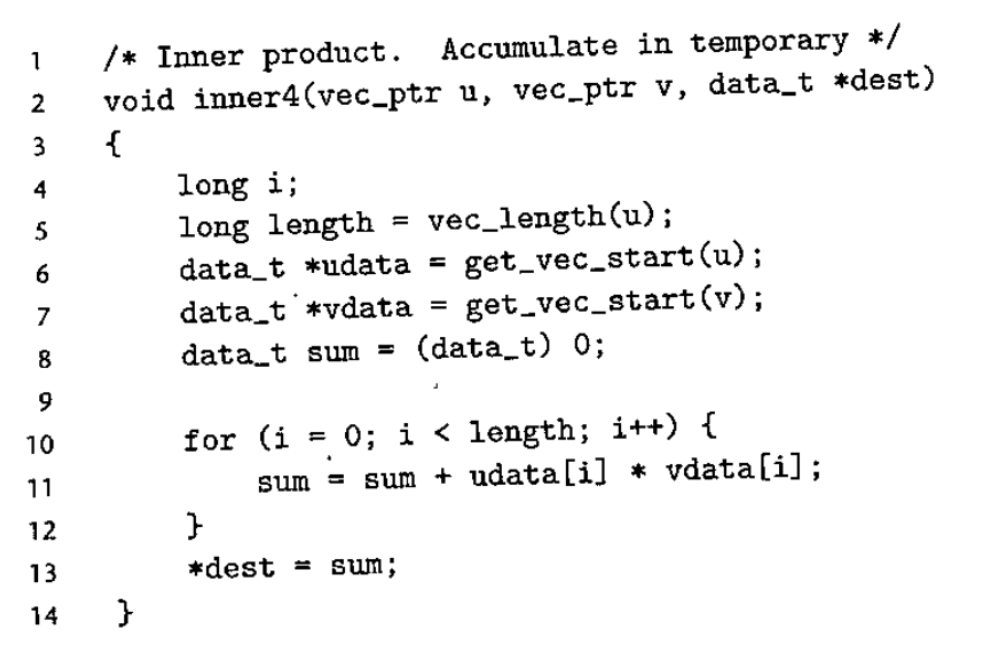 1 /* Inner product. Accumulate in temporary */
2 void inner4(vec_ptr u, vec_ptr v, data_t *dest)
3 {
4 long i;
5 long length = vec_length(u);
6 data_t *udata = get_vec_start(u);
7 data_t *vdata = get_vec_start(v);
8 data_t sum = (data_t) 0;
9
10 for (i = 0; i < length; i++) {
11 sum = sum + udata[i] * vdata[i];
12 }
13 *dest = sum;
14 }